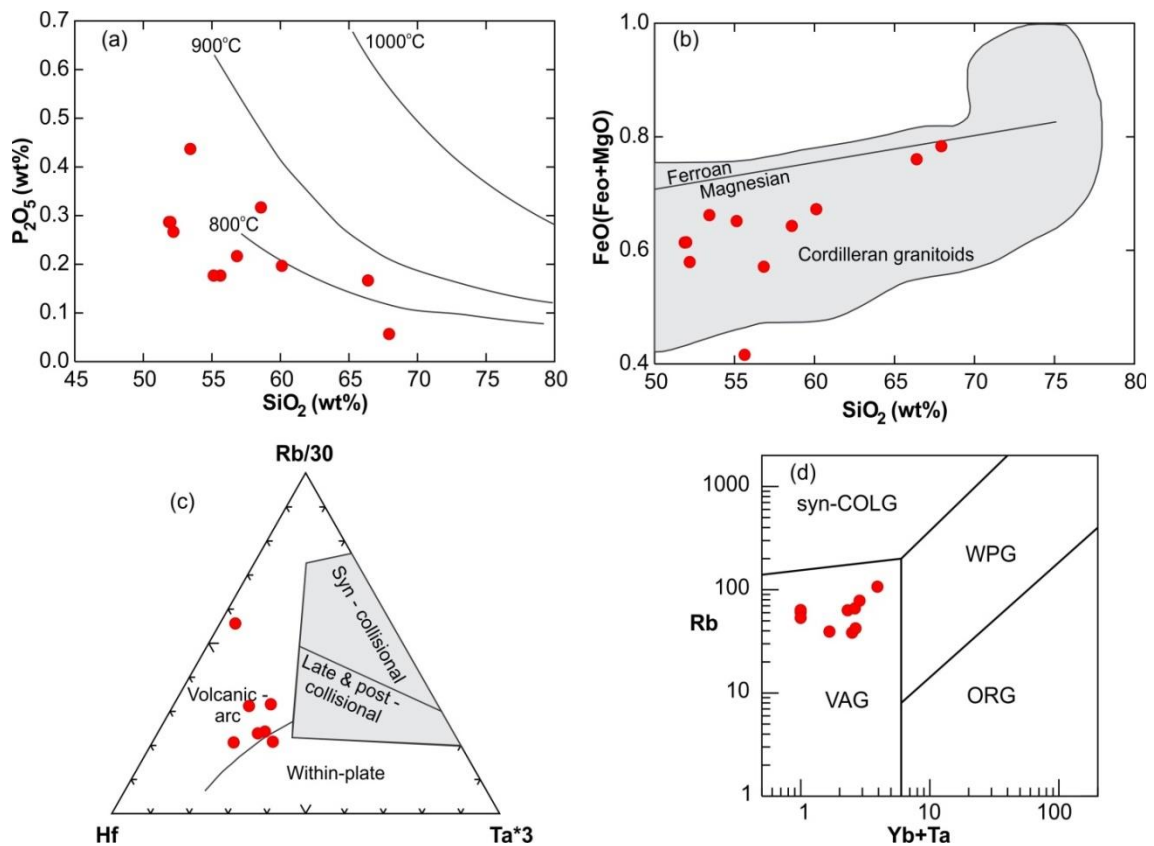 (a)
900°C
1000°C
800°C
0.7
0.6
0.5
0.4
0.3
0.2
0.1
0.0
P₂O₅ (wt%)
45
50
55
60
65
70
75
80
SiO₂ (wt%)
(b)
1.0
0.8
0.6
0.4
FeO(Feo+MgO)
Ferroan
Magnesian
Cordilleran granitoids
50
55
60
65
70
75
80
SiO₂ (wt%)
(c)
Rb/30
Syn - collisional
Late & post -
collisional
Volcanic -
arc
Within-plate
Hf
Ta*3
(d)
1000
100
10
1
Rb
syn-COLG
WPG
VAG
ORG
1
10
100
Yb+Ta